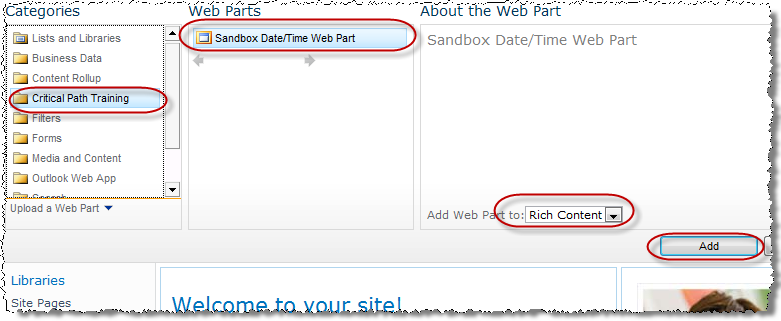 Categories
Web Parts
About the Web Part
Lists and Libraries
Business Data
Content Rollup
Critical Path Training
Filters
Forms
Media and Content
Outlook Web App
Upload a Web Part
Sandbox Date/Time Web Part
Sandbox Date/Time Web Part
Add Web Part to: Rich Content
Add
Libraries
Site Pages
Welcome to your site!